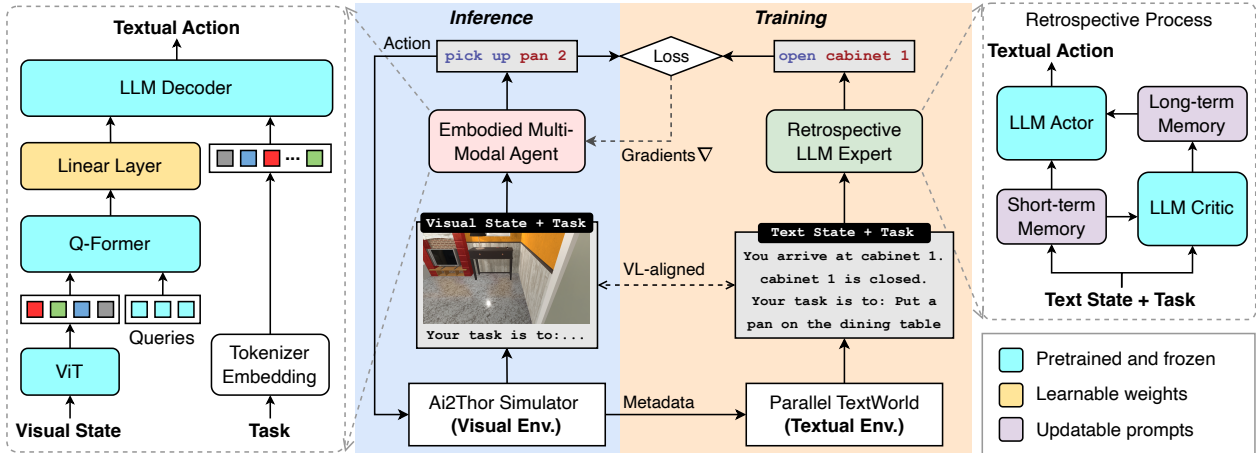 Textual Action
LLM Decoder
Linear Layer
Q-Former
Queries
ViT
Tokenizer
Embedding
Visual State
Task
Inference
Training
Action
pick up pan 2
Loss
open cabinet 1
Embodied Multi-
Modal Agent
Gradients ∇
Retrospective
LLM Expert
Visual State + Task
Your task is to:...
VL-aligned
Text State + Task
You arrive at cabinet 1.
cabinet 1 is closed.
Your task is to: Put a
pan on the dining table
Ai2Thor Simulator
(Visual Env.)
Metadata
Parallel TextWorld
(Textual Env.)
Retrospective Process
Textual Action
LLM Actor
Long-term
Memory
Short-term
Memory
LLM Critic
Text State + Task
Pretrained and frozen
Learnable weights
Updatable prompts